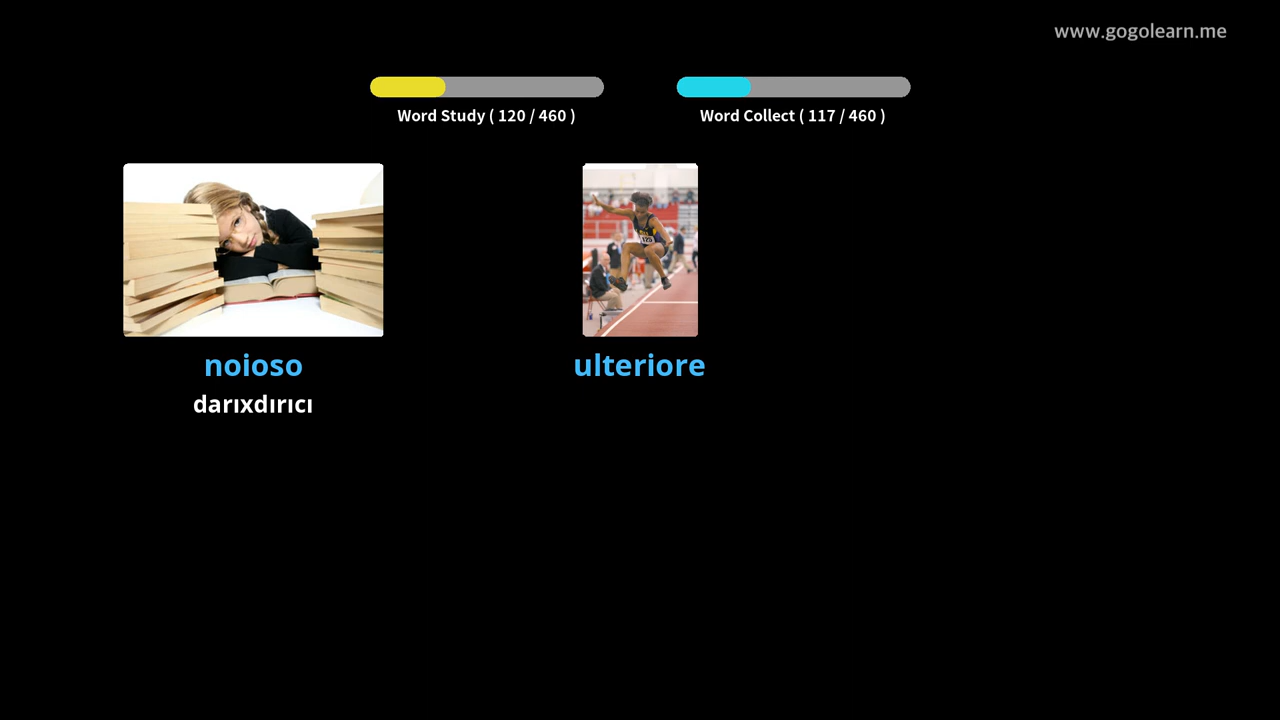 www.gogolearn.me
Word Study ( 120 / 460 )
Word Collect ( 117 / 460 )
noioso
ulteriore
darıxdırıcı